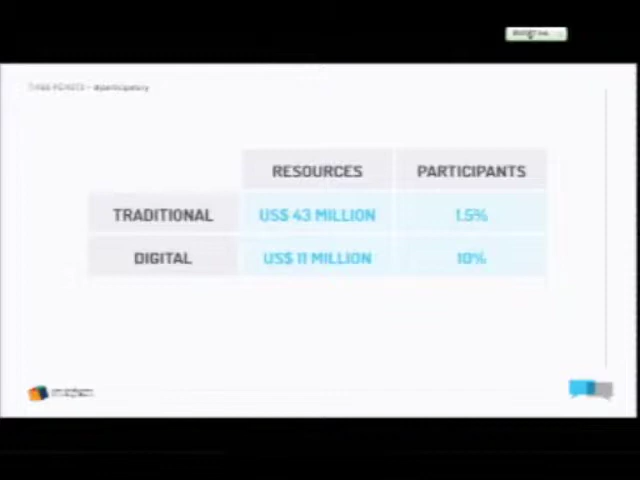 RESOURCES PARTICIPANTS
TRADITIONAL US$ 43 MILLION 1.5%
DIGITAL US$ 11 MILLION 10%